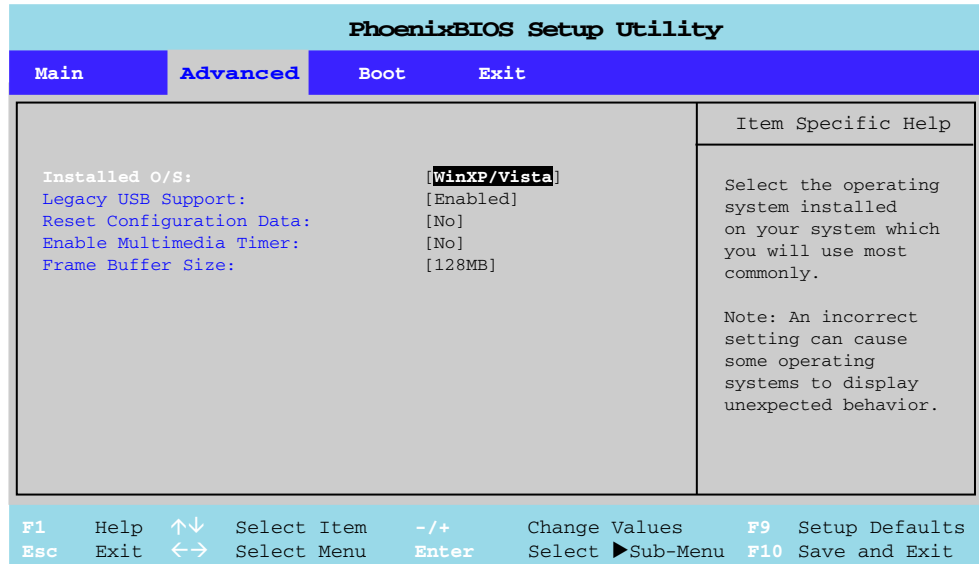 PhoenixBIOS Setup Utility
Main Advanced Boot Exit
Item Specific Help
Installed O/S: [WinXP/Vista]
Legacy USB Support: [Enabled]
Reset Configuration Data: [No]
Enable Multimedia Timer: [No]
Frame Buffer Size: [128MB]
Select the operating
system installed
on your system which
you will use most
commonly.
Note: An incorrect
setting can cause
some operating
systems to display
unexpected behavior.
F1 Help ↑↓ Select Item -/+ Change Values F9 Setup Defaults
Esc Exit ←→ Select Menu Enter Select ▶Sub-Menu F10 Save and Exit